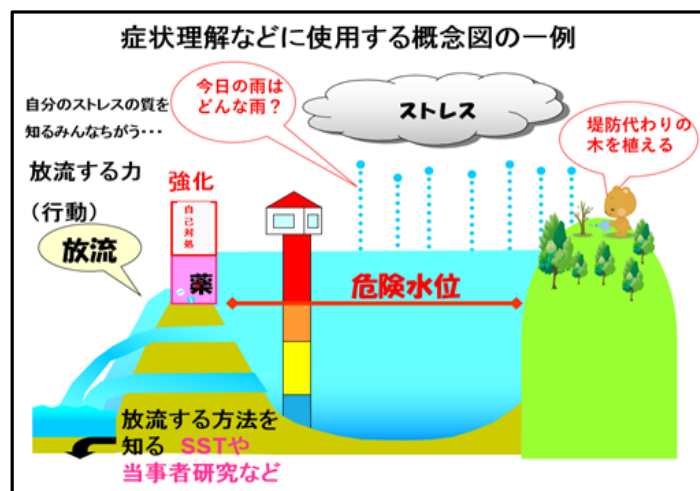 症状理解などに使用する概念図の一例
今日の雨は
どんな雨？
ストレス
自分のストレスの質を
知るみんなちがう・・・
堤防代わりの
木を植える
放流する力
（行動）
強化
自己対処
放流
薬
危険水位
放流する方法を
知る SSTや
当事者研究など